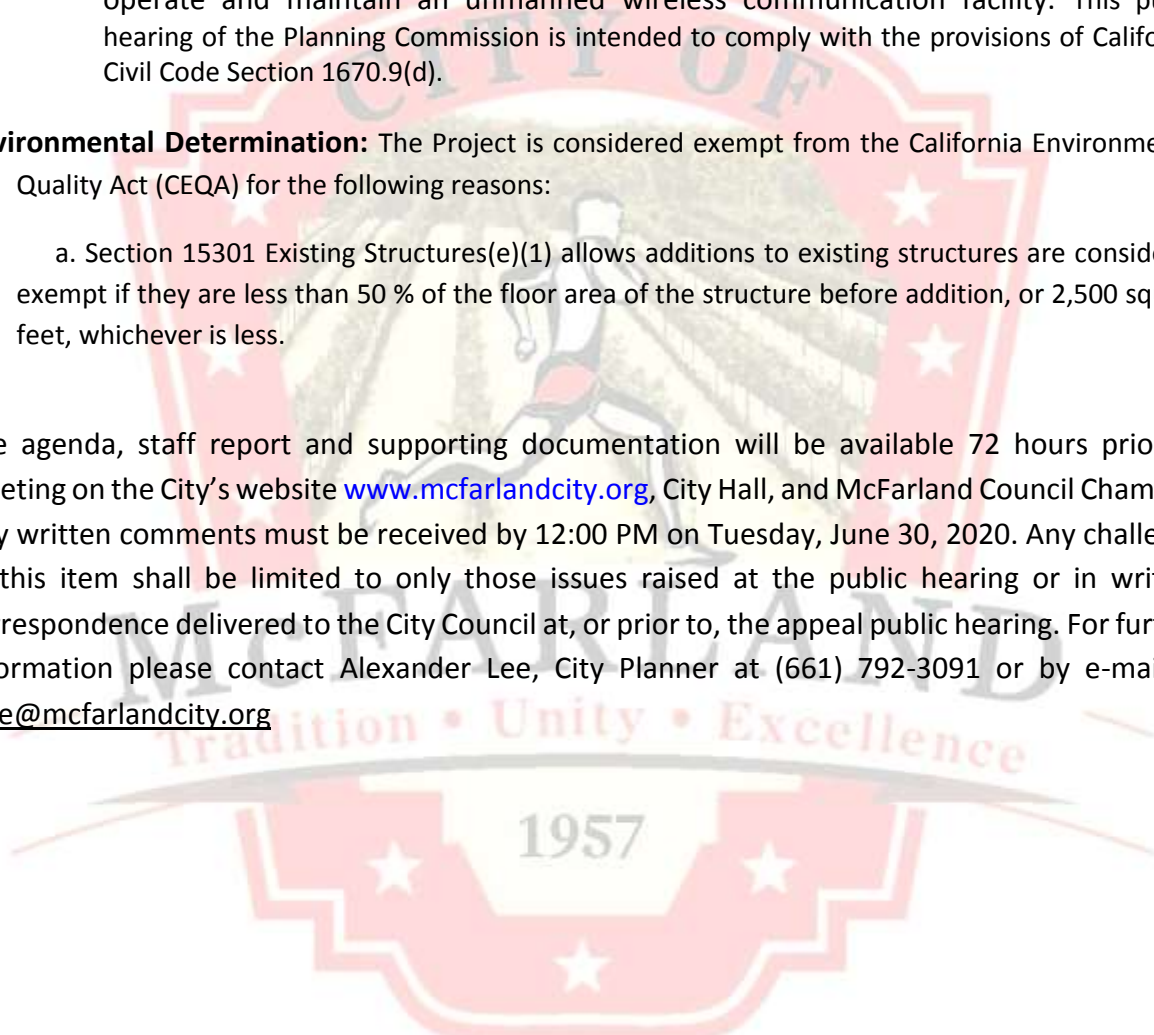 operate and maintain an unmanned wireless communication facility. This pu
hearing of the Planning Commission is intended to comply with the provisions of Califo
Civil Code Section 1670.9(d).
vironmental Determination: The Project is considered exempt from the California Environme
Quality Act (CEQA) for the following reasons:
a. Section 15301 Existing Structures(e)(1) allows additions to existing structures are conside
exempt if they are less than 50 % of the floor area of the structure before addition, or 2,500 sq
feet, whichever is less.
e agenda, staff report and supporting documentation will be available 72 hours prio
eting on the City's website www.mcfarlandcity.org, City Hall, and McFarland Council Cham
y written comments must be received by 12:00 PM on Tuesday, June 30, 2020. Any challe
this item shall be limited to only those issues raised at the public hearing or in writ
rrespondence delivered to the City Council at, or prior to, the appeal public hearing. For furt
ormation please contact Alexander Lee, City Planner at (661) 792-3091 or by e-mai
e@mcfarlandcity.org
CITY OF
McFARLAND
Tradition • Unity • Excellence
1957